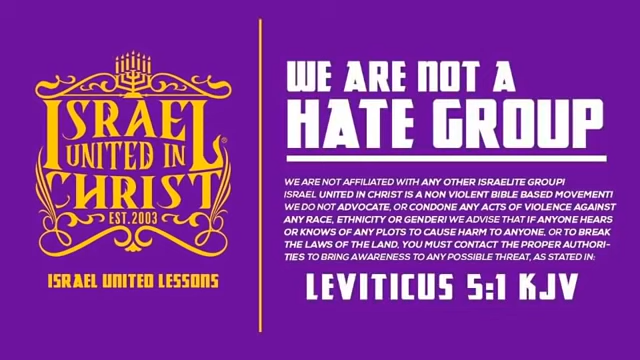 ISRAEL
UNITED IN
CHRIST
EST. 2003
®
ISRAEL UNITED LESSONS
WE ARE NOT A
HATE GROUP
WE ARE NOT AFFILIATED WITH ANY OTHER ISRAELITE GROUP!
ISRAEL UNITED IN CHRIST IS A NON VIOLENT BIBLE BASED MOVEMENT!
WE DO NOT ADVOCATE, OR CONDONE ANY ACTS OF VIOLENCE AGAINST
ANY RACE, ETHNICITY OR GENDER! WE ADVISE THAT IF ANYONE HEARS
OR KNOWS OF ANY PLOTS TO CAUSE HARM TO ANYONE, OR TO BREAK
THE LAWS OF THE LAND, YOU MUST CONTACT THE PROPER AUTHORI-
TIES TO BRING AWARENESS TO ANY POSSIBLE THREAT, AS STATED IN:
LEVITICUS 5:1 KJV